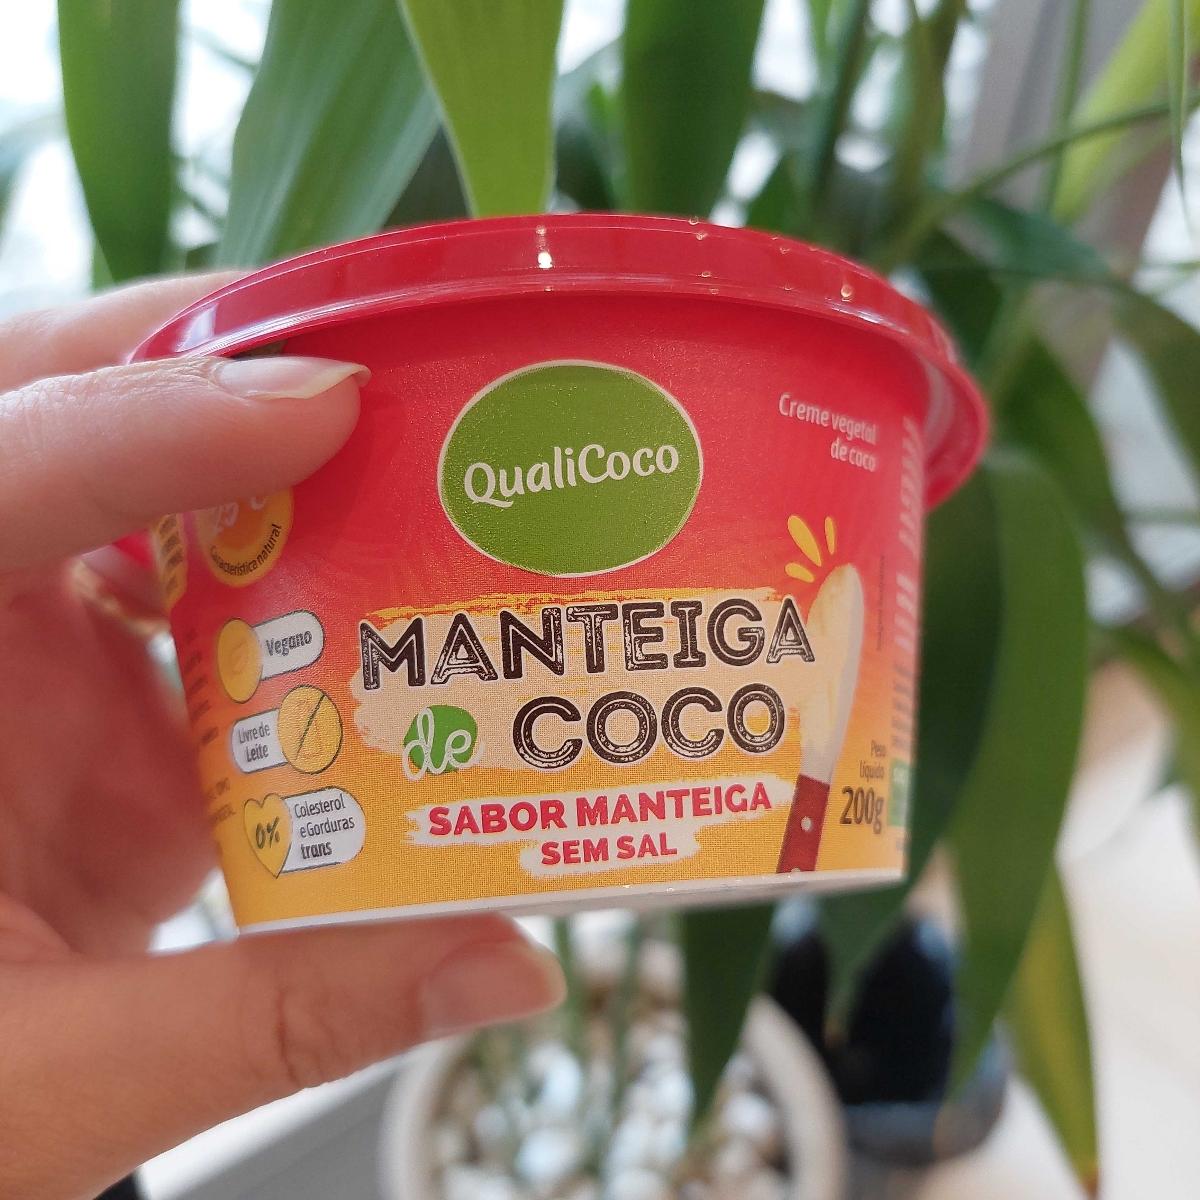 QualiCoco
Creme vegetal
de coco
Característica natural
MANTEIGA
de COCO
SABOR MANTEIGA
SEM SAL
Vegano
Livre de
Leite
0%
Colesterol
e Gorduras
trans
Peso
líquido
200g